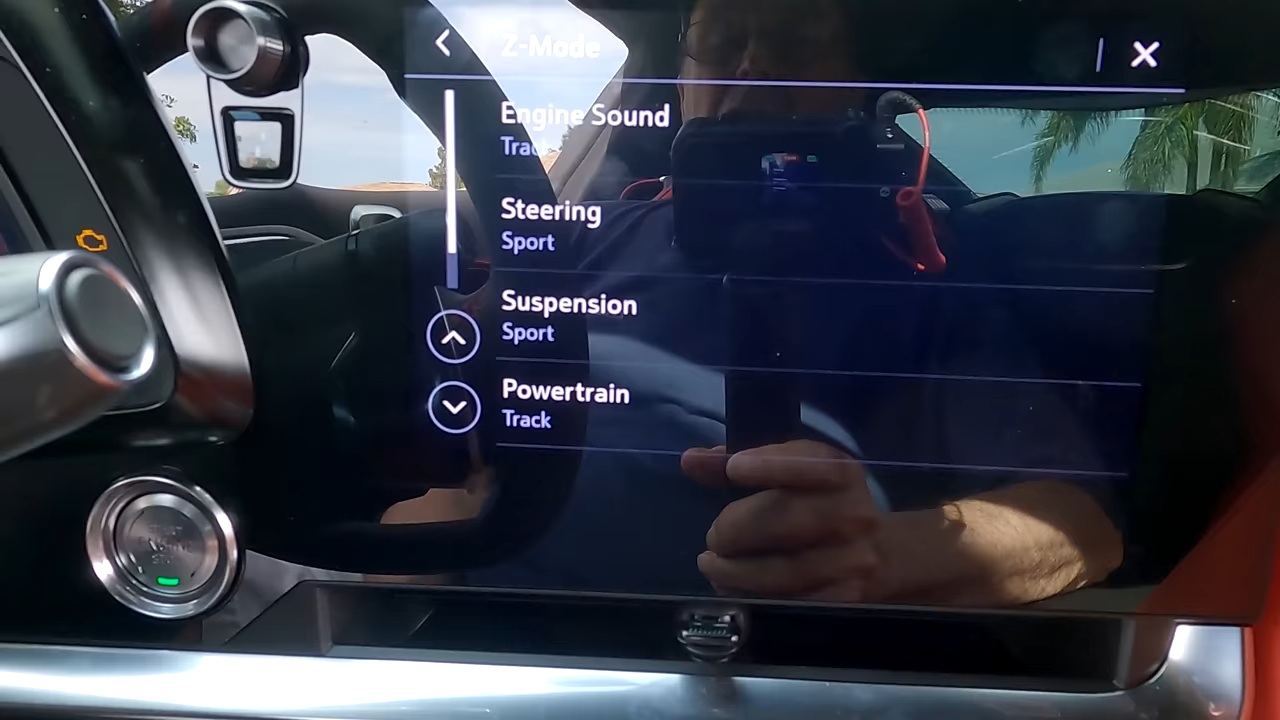 Z-Mode
Engine Sound
Track
Steering
Sport
Suspension
Sport
Powertrain
Track